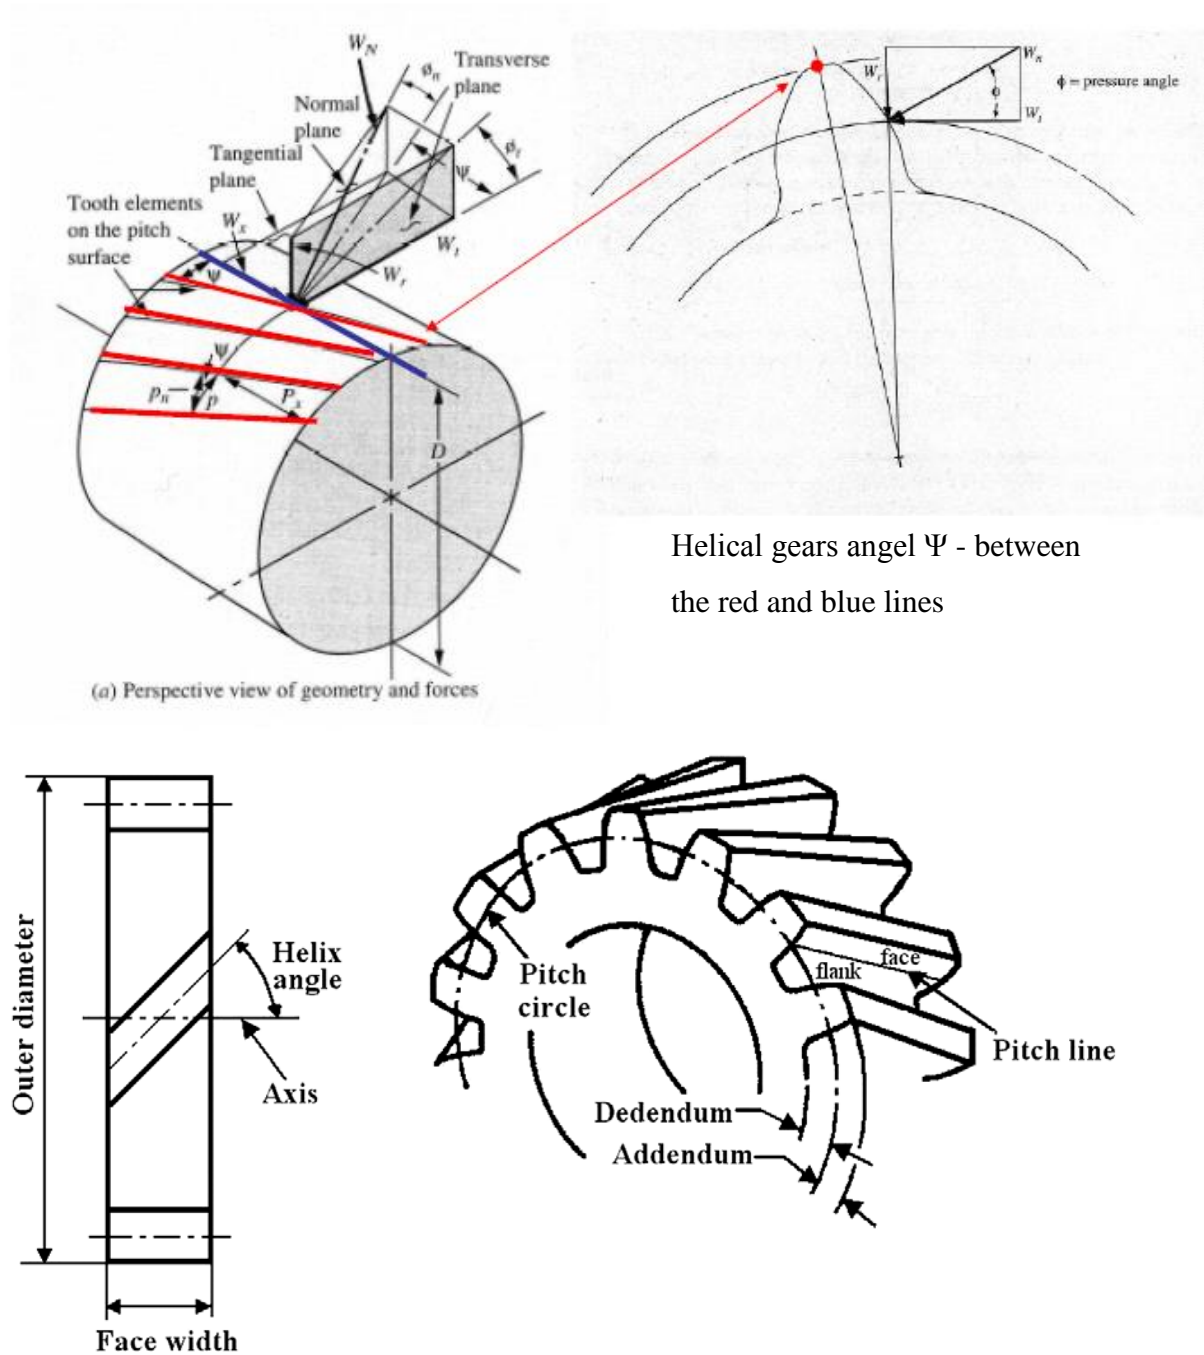 W_N
ø_n
Transverse
plane
Normal
plane
Tangential
plane
ø_t
Ψ
Tooth elements
on the pitch
surface
W_x
W_t
W_r
Ψ
Ψ
p_n
p
P_x
D
(a) Perspective view of geometry and forces
W_r
W_n
ϕ
ϕ = pressure angle
W_t
Helical gears angel Ψ - between
the red and blue lines
Outer diameter
Helix
angle
Axis
Face width
Pitch
circle
face
flank
Pitch line
Dedendum
Addendum